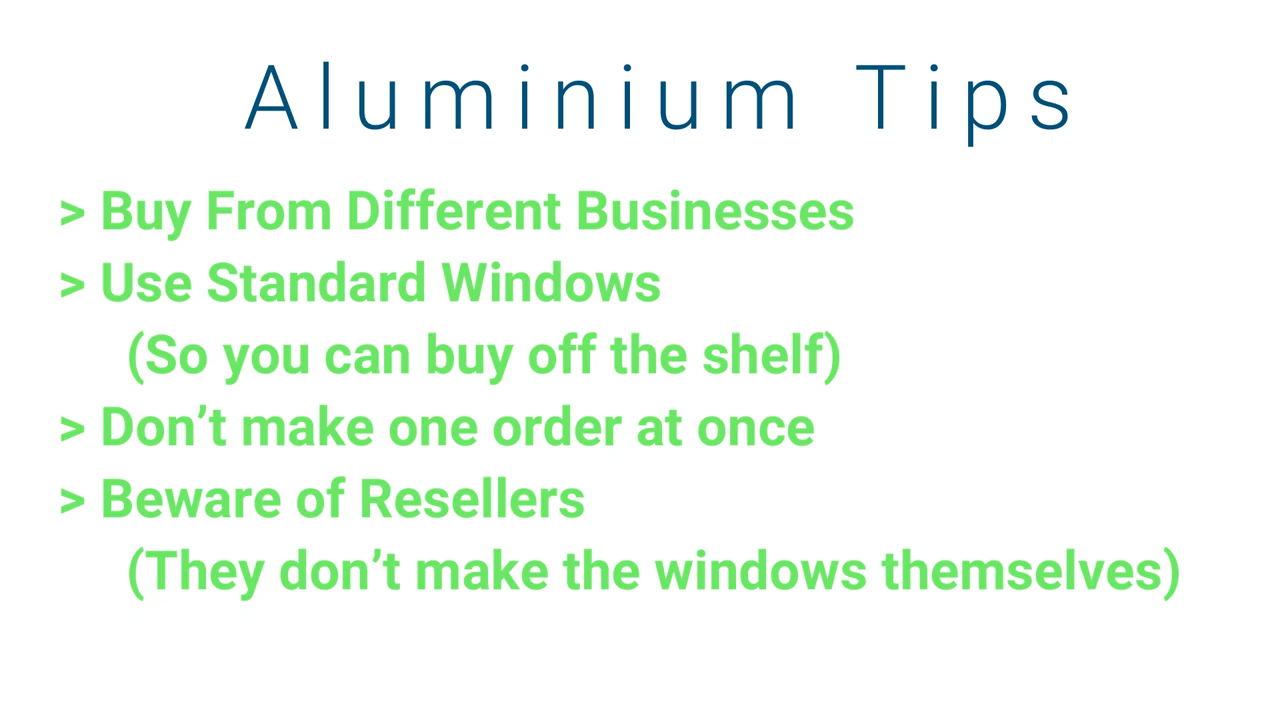 Aluminium Tips
> Buy From Different Businesses
> Use Standard Windows
(So you can buy off the shelf)
> Don’t make one order at once
> Beware of Resellers
(They don’t make the windows themselves)